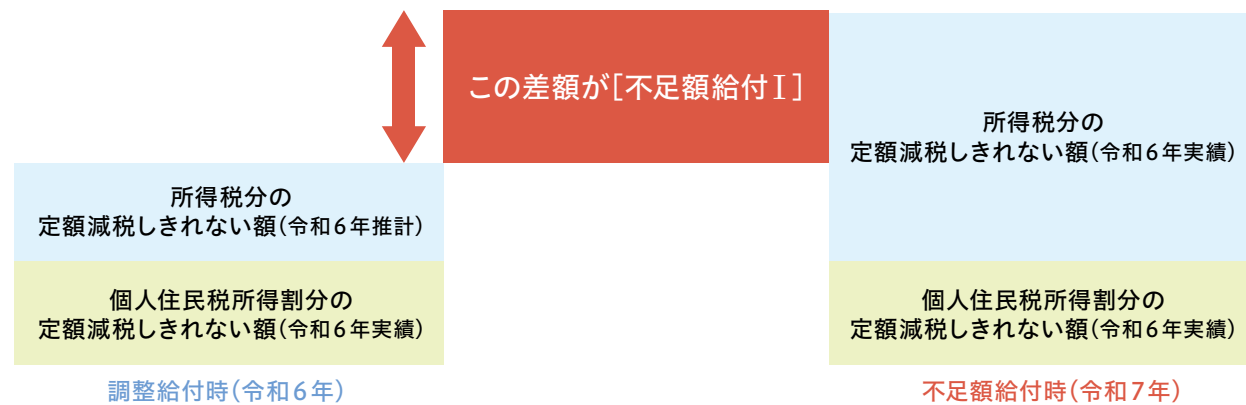 この差額が[不足額給付Ⅰ]
所得税分の
定額減税しきれない額(令和6年推計)
個人住民税所得割分の
定額減税しきれない額(令和6年実績)
調整給付時(令和6年)
所得税分の
定額減税しきれない額(令和6年実績)
個人住民税所得割分の
定額減税しきれない額(令和6年実績)
不足額給付時(令和7年)